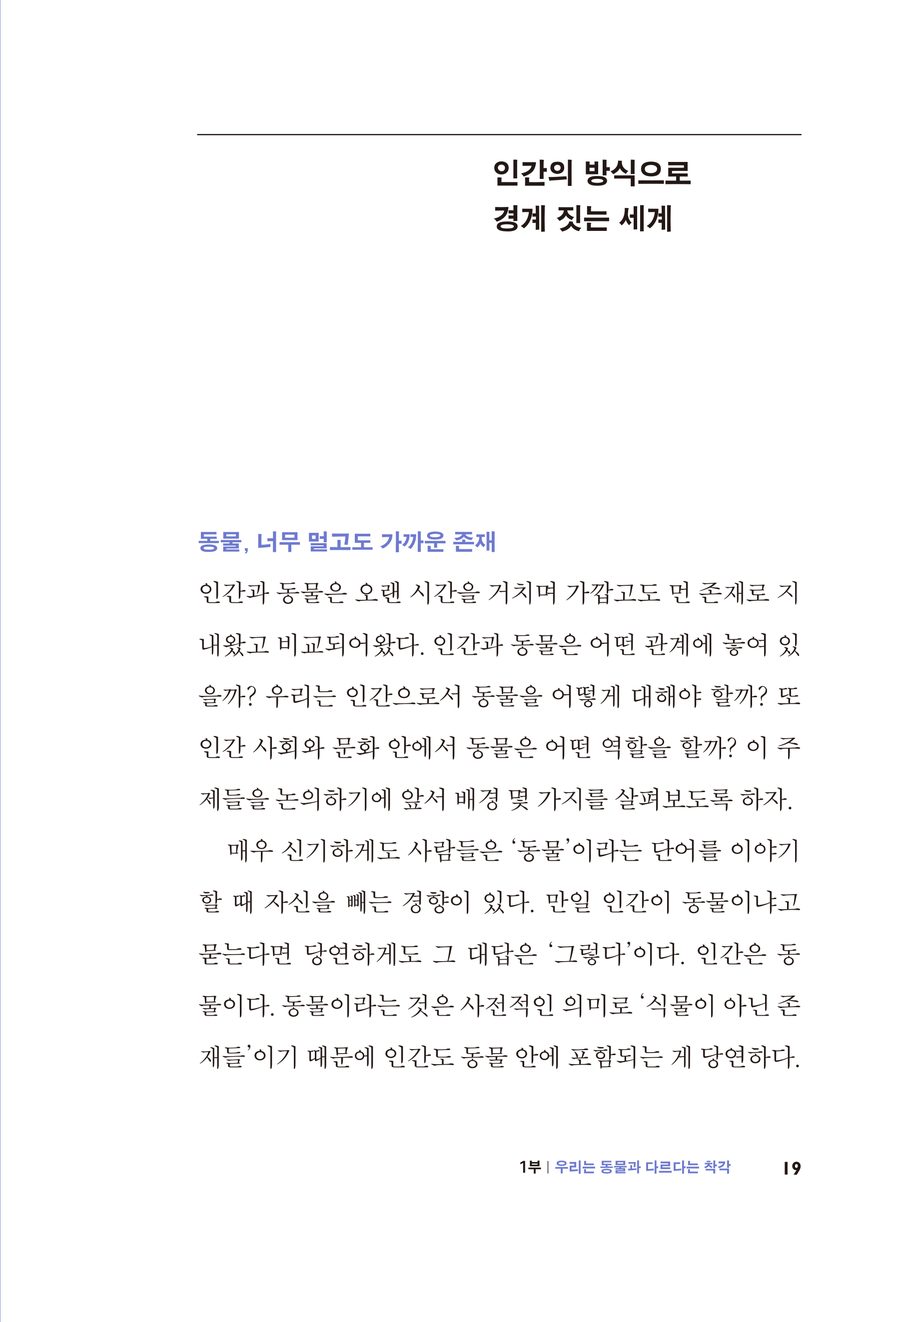 인간의 방식으로
경계 짓는 세계
동물, 너무 멀고도 가까운 존재
인간과 동물은 오랜 시간을 거치며 가깝고도 먼 존재로 지
내왔고 비교되어왔다. 인간과 동물은 어떤 관계에 놓여 있
을까? 우리는 인간으로서 동물을 어떻게 대해야 할까? 또
인간 사회와 문화 안에서 동물은 어떤 역할을 할까? 이 주
제들을 논의하기에 앞서 배경 몇 가지를 살펴보도록 하자.
매우 신기하게도 사람들은 ‘동물’이라는 단어를 이야기
할 때 자신을 빼는 경향이 있다. 만일 인간이 동물이냐고
묻는다면 당연하게도 그 대답은 ‘그렇다’이다. 인간은 동
물이다. 동물이라는 것은 사전적인 의미로 ‘식물이 아닌 존
재들’이기 때문에 인간도 동물 안에 포함되는 게 당연하다.
1부 | 우리는 동물과 다르다는 착각 19